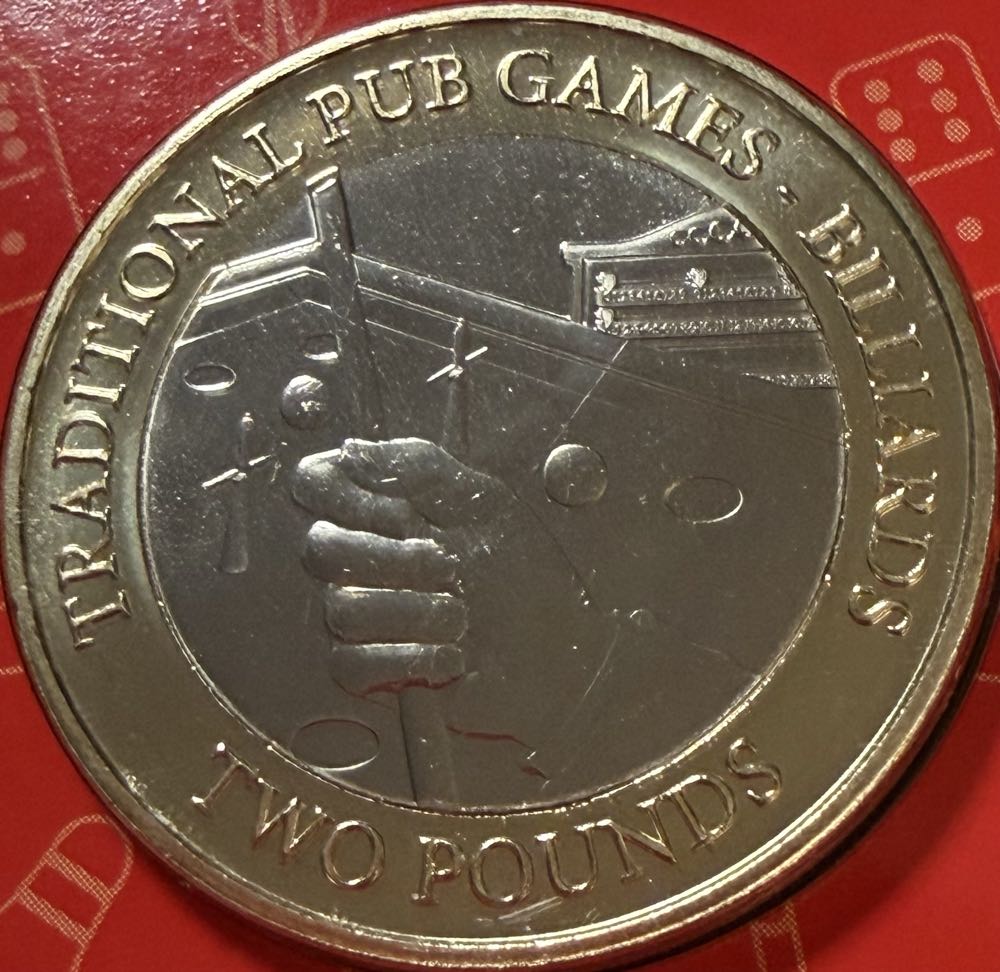 TRADITIONAL PUB GAMES - BILLIARDS
TWO POUNDS